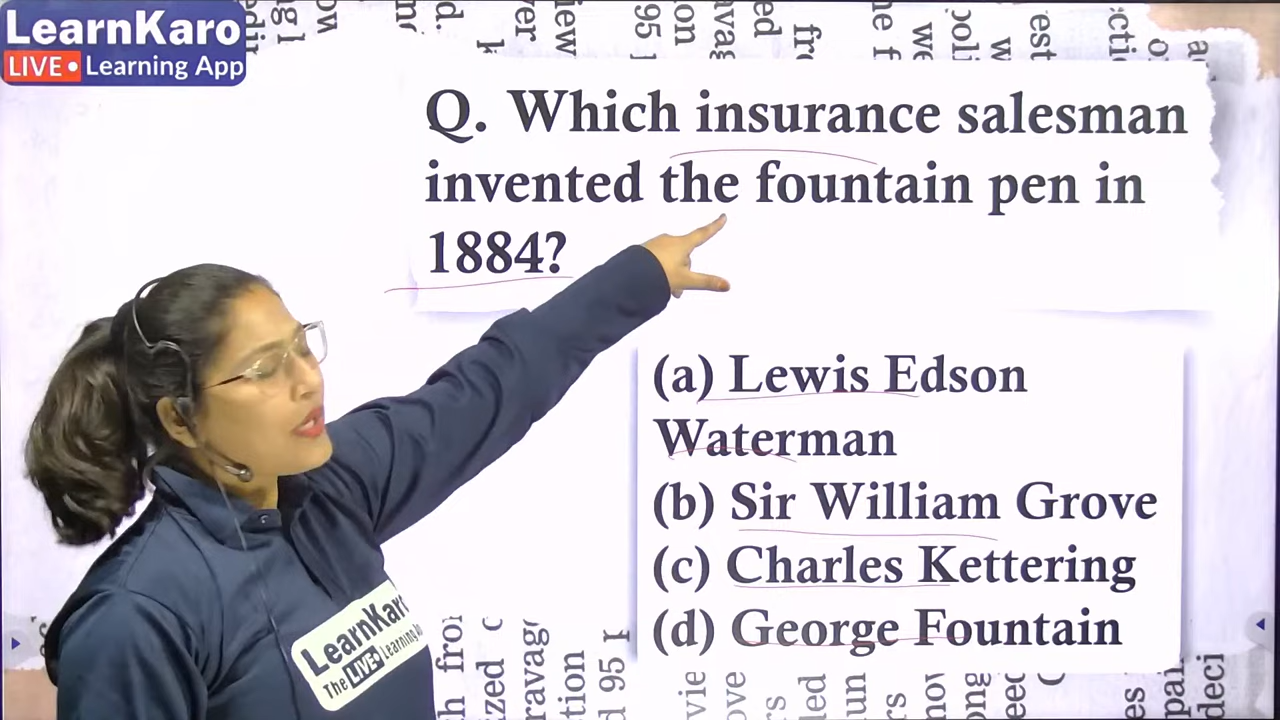 LearnKaro
LIVE • Learning App
Q. Which insurance salesman
invented the fountain pen in
1884?
(a) Lewis Edson
Waterman
(b) Sir William Grove
(c) Charles Kettering
(d) George Fountain
LearnKar
The LIVE Learning